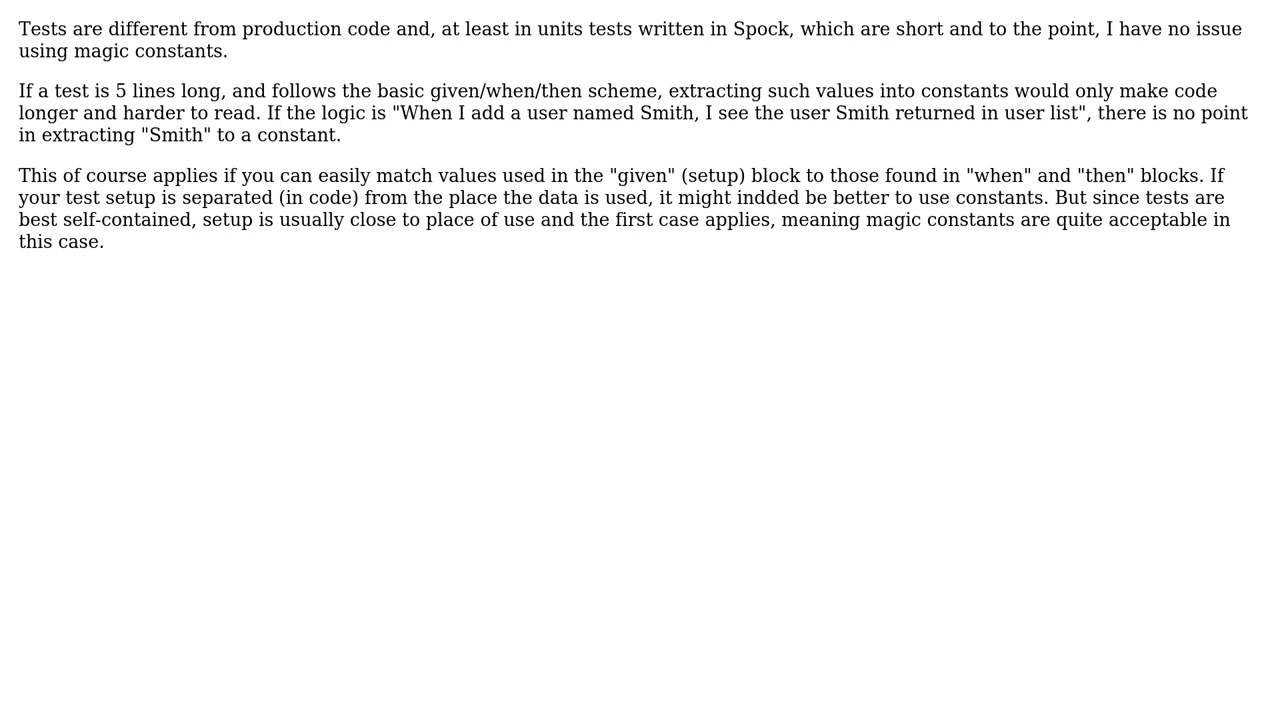 Tests are different from production code and, at least in units tests written in Spock, which are short and to the point, I have no issue
using magic constants.
If a test is 5 lines long, and follows the basic given/when/then scheme, extracting such values into constants would only make code
longer and harder to read. If the logic is "When I add a user named Smith, I see the user Smith returned in user list", there is no point
in extracting "Smith" to a constant.
This of course applies if you can easily match values used in the "given" (setup) block to those found in "when" and "then" blocks. If
your test setup is separated (in code) from the place the data is used, it might indded be better to use constants. But since tests are
best self-contained, setup is usually close to place of use and the first case applies, meaning magic constants are quite acceptable in
this case.